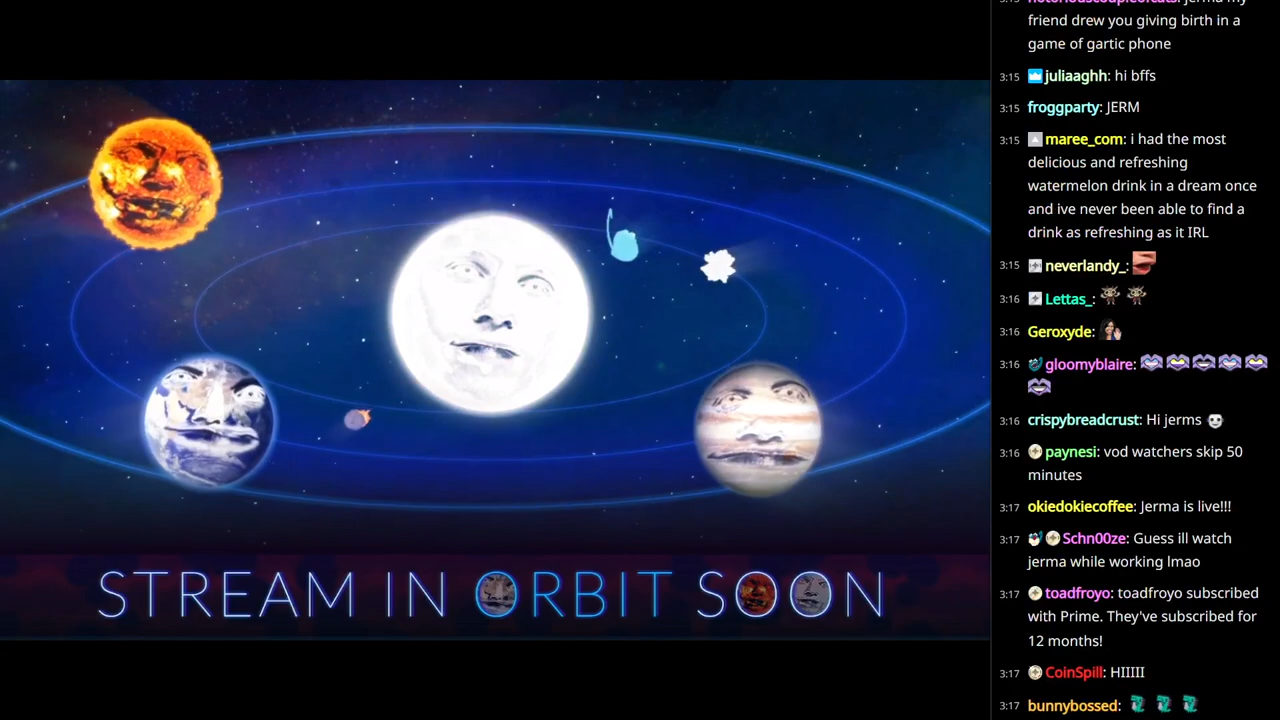 STREAM IN ORBIT SOON
friend drew you giving birth in a
game of gartic phone
3:15 juliaaghh: hi bffs
froggparty: JERM
3:15
3:15 maree_com: i had the most
delicious and refreshing
watermelon drink in a dream once
and ive never been able to find a
drink as refreshing as it IRL
3:15 neverlandy_:
3:16 Lettas_:
3:16 Geroxyde:
3:16 gloomyblaire:
3:16 crispybreadcrust: Hi jerms
3:16 paynesi: vod watchers skip 50
minutes
3:17 okiedokiecoffee: Jerma is live!!!
3:17 Schn00ze: Guess ill watch
jerma while working lmao
3:17 toadfroyo: toadfroyo subscribed
with Prime. They've subscribed for
12 months!
3:17 CoinSpill: HIIIII
3:17 bunnybossed: